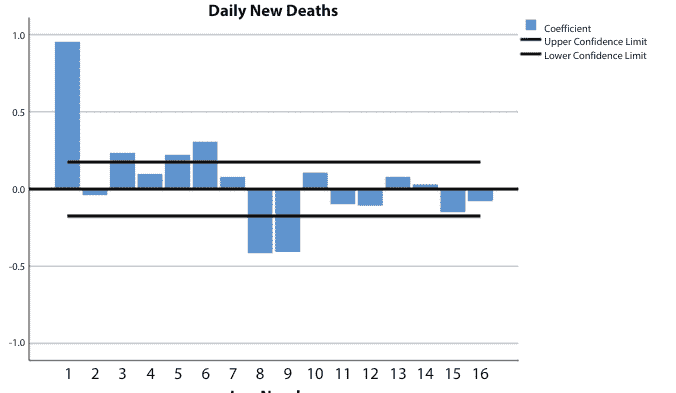 Daily New Deaths
Coefficient
Upper Confidence Limit
Lower Confidence Limit
1.0
0.5
0.0
-0.5
-1.0
1 2 3 4 5 6 7 8 9 10 11 12 13 14 15 16